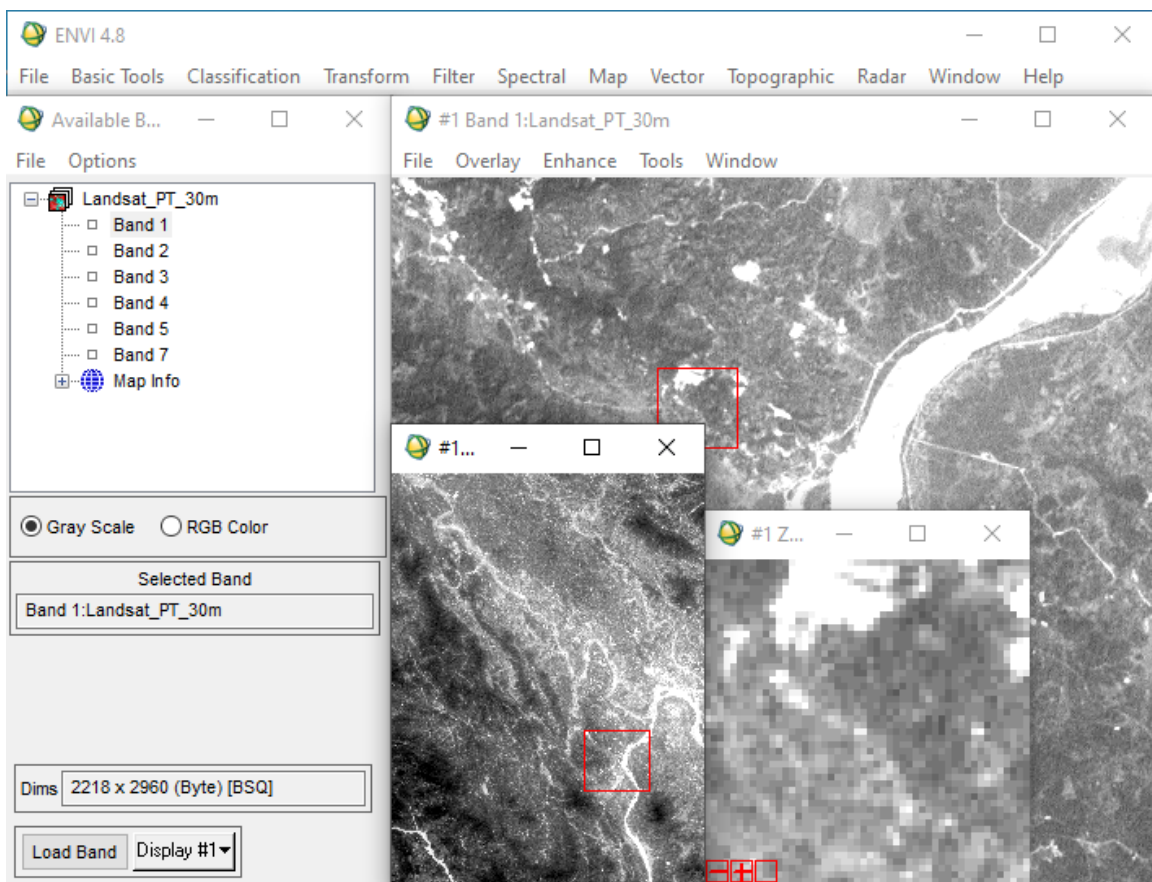 ENVI 4.8
File Basic Tools Classification Transform Filter Spectral Map Vector Topographic Radar Window Help
Available B...
File Options
Landsat_PT_30m
Band 1
Band 2
Band 3
Band 4
Band 5
Band 7
Map Info
Gray Scale RGB Color
Selected Band
Band 1:Landsat_PT_30m
Dims 2218 x 2960 (Byte) [BSQ]
Load Band Display #1
#1 Band 1:Landsat_PT_30m
File Overlay Enhance Tools Window
#1...
#1 Z...